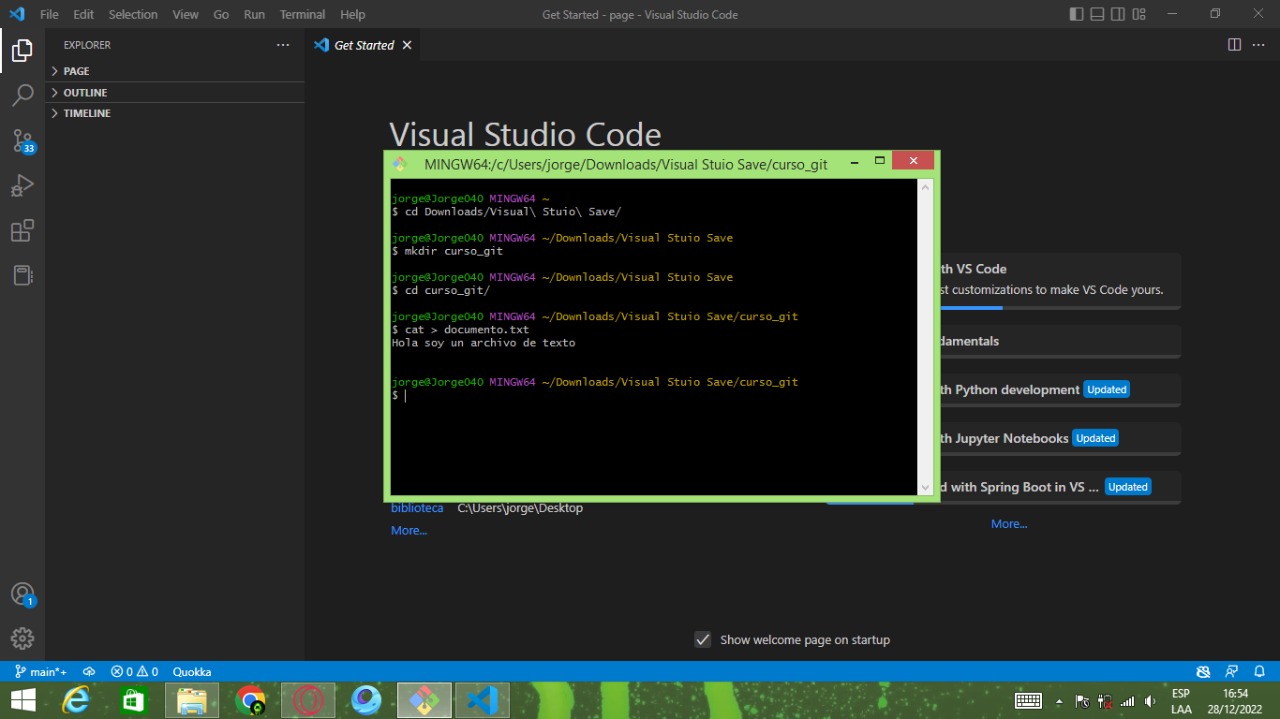 File Edit Selection View Go Run Terminal Help
Get Started - page - Visual Studio Code
EXPLORER
Get Started
PAGE
OUTLINE
TIMELINE
Visual Studio Code
MINGW64:/c/Users/jorge/Downloads/Visual Stuio Save/curso_git
jorge@Jorge040 MINGW64 ~
$ cd Downloads/Visual\ Stuio\ Save/
jorge@Jorge040 MINGW64 ~/Downloads/Visual Stuio Save
$ mkdir curso_git
jorge@Jorge040 MINGW64 ~/Downloads/Visual Stuio Save
$ cd curso_git/
jorge@Jorge040 MINGW64 ~/Downloads/Visual Stuio Save/curso_git
$ cat > documento.txt
Hola soy un archivo de texto
jorge@Jorge040 MINGW64 ~/Downloads/Visual Stuio Save/curso_git
$
th VS Code
st customizations to make VS Code yours.
damentals
th Python development Updated
th Jupyter Notebooks Updated
d with Spring Boot in VS ... Updated
More...
biblioteca C:\Users\jorge\Desktop
More...
33
1
Show welcome page on startup
main*+ 0 0 Quokka
ESP
LAA
16:54
28/12/2022